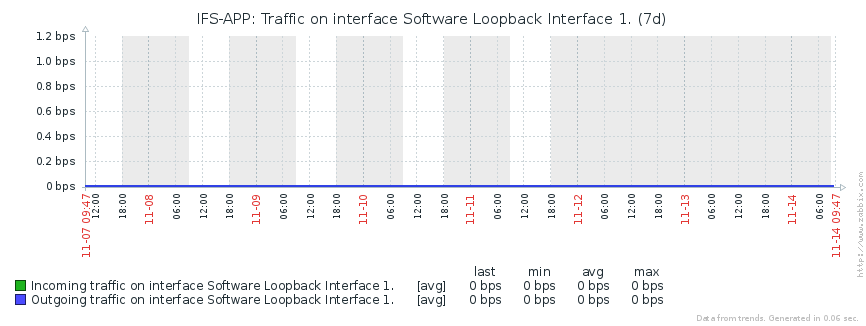 IFS-APP: Traffic on interface Software Loopback Interface 1. (7d)
1.2 bps
1.0 bps
0.8 bps
0.6 bps
0.4 bps
0.2 bps
0 bps
11-07 09:47 12:00 18:00 11-08 06:00 12:00 18:00 11-09 06:00 12:00 18:00 11-10 06:00 12:00 18:00 11-11 06:00 12:00 18:00 11-12 06:00 12:00 18:00 11-13 06:00 12:00 18:00 11-14 06:00 11-14 09:47
http://www.zabbix.com
last min avg max
Incoming traffic on interface Software Loopback Interface 1. [avg] 0 bps 0 bps 0 bps 0 bps
Outgoing traffic on interface Software Loopback Interface 1. [avg] 0 bps 0 bps 0 bps 0 bps
Data from trends. Generated in 0.06 sec.